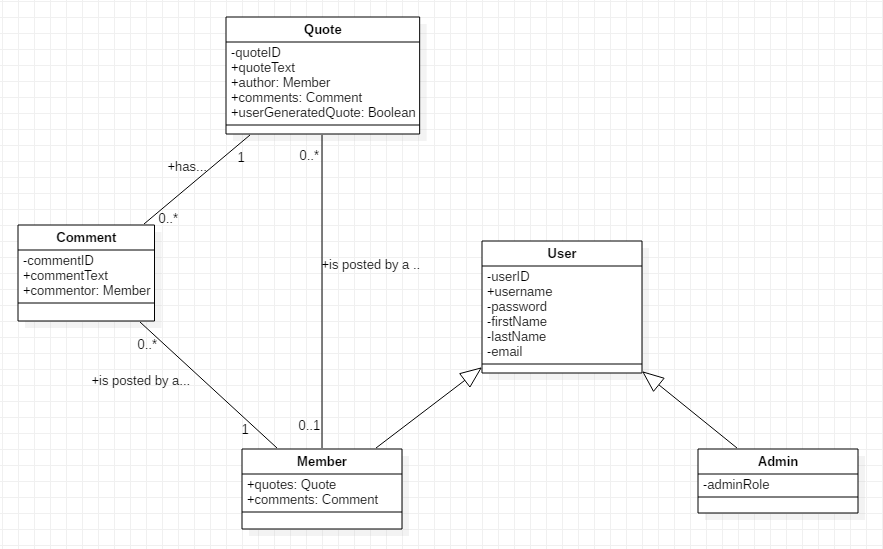 Quote
-quoteID
+quoteText
+author: Member
+comments: Comment
+userGeneratedQuote: Boolean
+has...
1
0..*
0..*
Comment
-commentID
+commentText
+commentor: Member
+is posted by a ..
User
-userID
+username
-password
-firstName
-lastName
-email
0..*
+is posted by a...
1
0..1
Member
+quotes: Quote
+comments: Comment
Admin
-adminRole